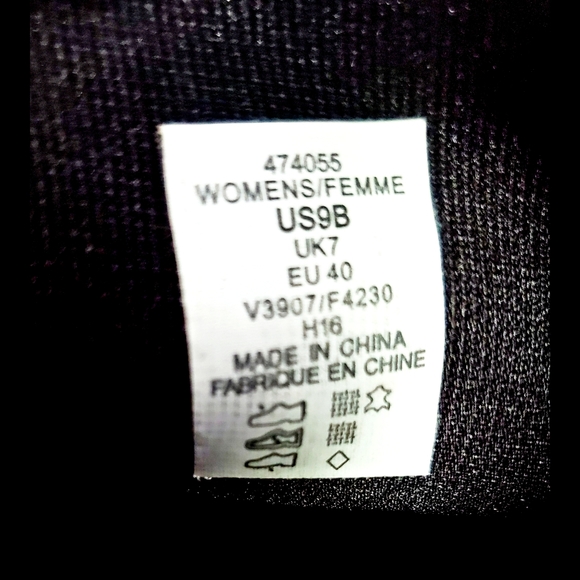 474055
WOMENS/FEMME
US9B
UK7
EU 40
V3907/F4230
H16
MADE IN CHINA
FABRIQUE EN CHINE